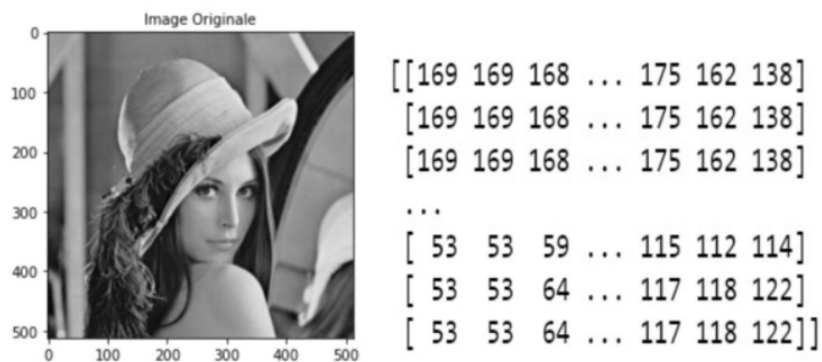 Image Originale
0
100
200
300
400
500
0 100 200 300 400 500
[[169 169 168 ... 175 162 138]
[169 169 168 ... 175 162 138]
[169 169 168 ... 175 162 138]
...
[ 53 53 59 ... 115 112 114]
[ 53 53 64 ... 117 118 122]
[ 53 53 64 ... 117 118 122]]